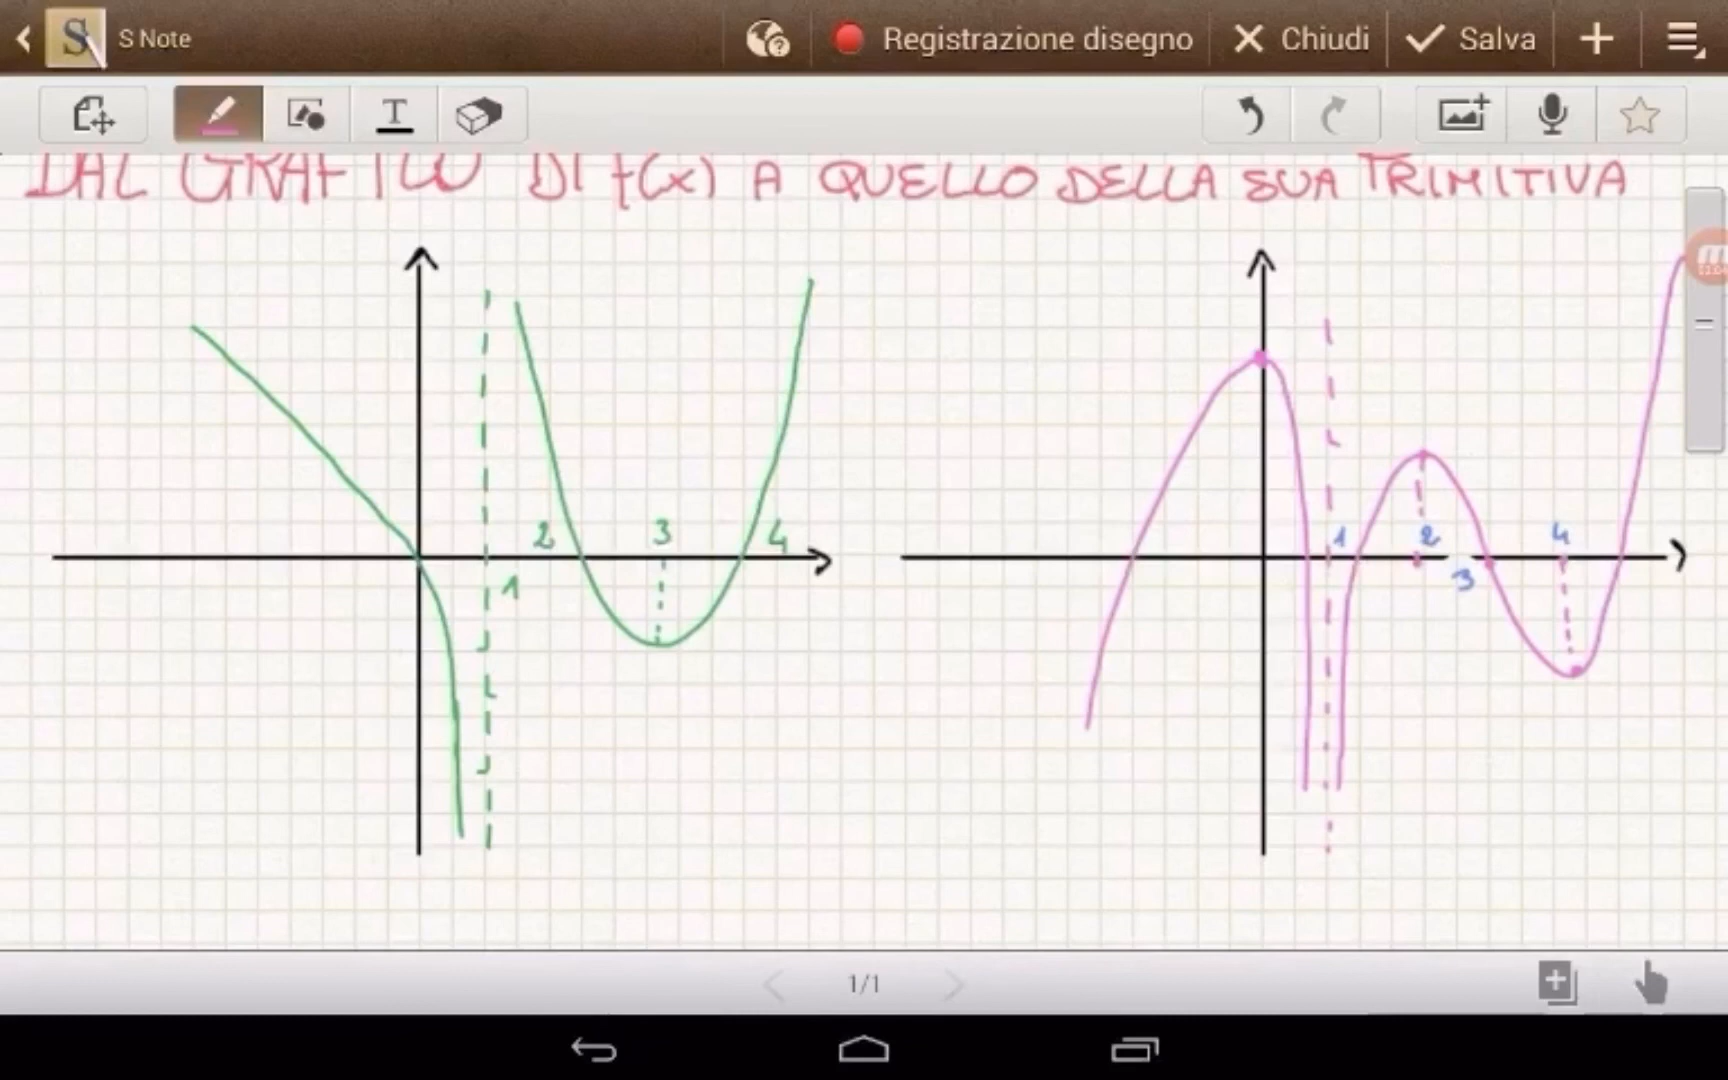 S Note
Registrazione disegno
Chiudi
Salva
T
DAL GRAFICO DI f(x) A QUELLO DELLA SUA PRIMITIVA
2 3 4
1
1 2 4
3
1/1